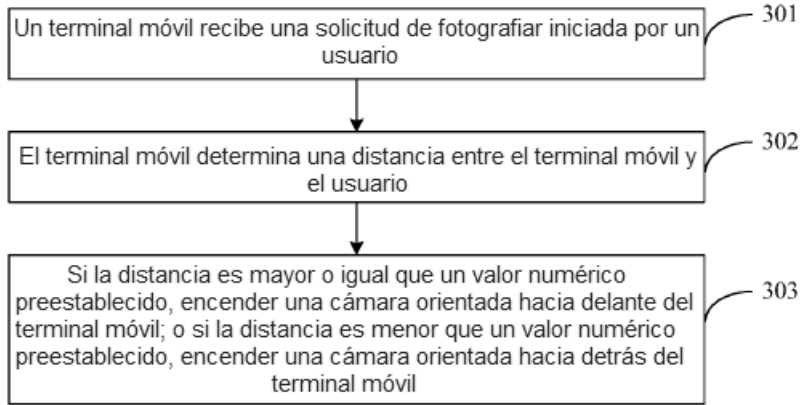 Un terminal móvil recibe una solicitud de fotografiar iniciada por un
usuario
301
El terminal móvil determina una distancia entre el terminal móvil y
el usuario
302
Si la distancia es mayor o igual que un valor numérico
preestablecido, encender una cámara orientada hacia delante del
terminal móvil; o si la distancia es menor que un valor numérico
preestablecido, encender una cámara orientada hacia detrás del
terminal móvil
303